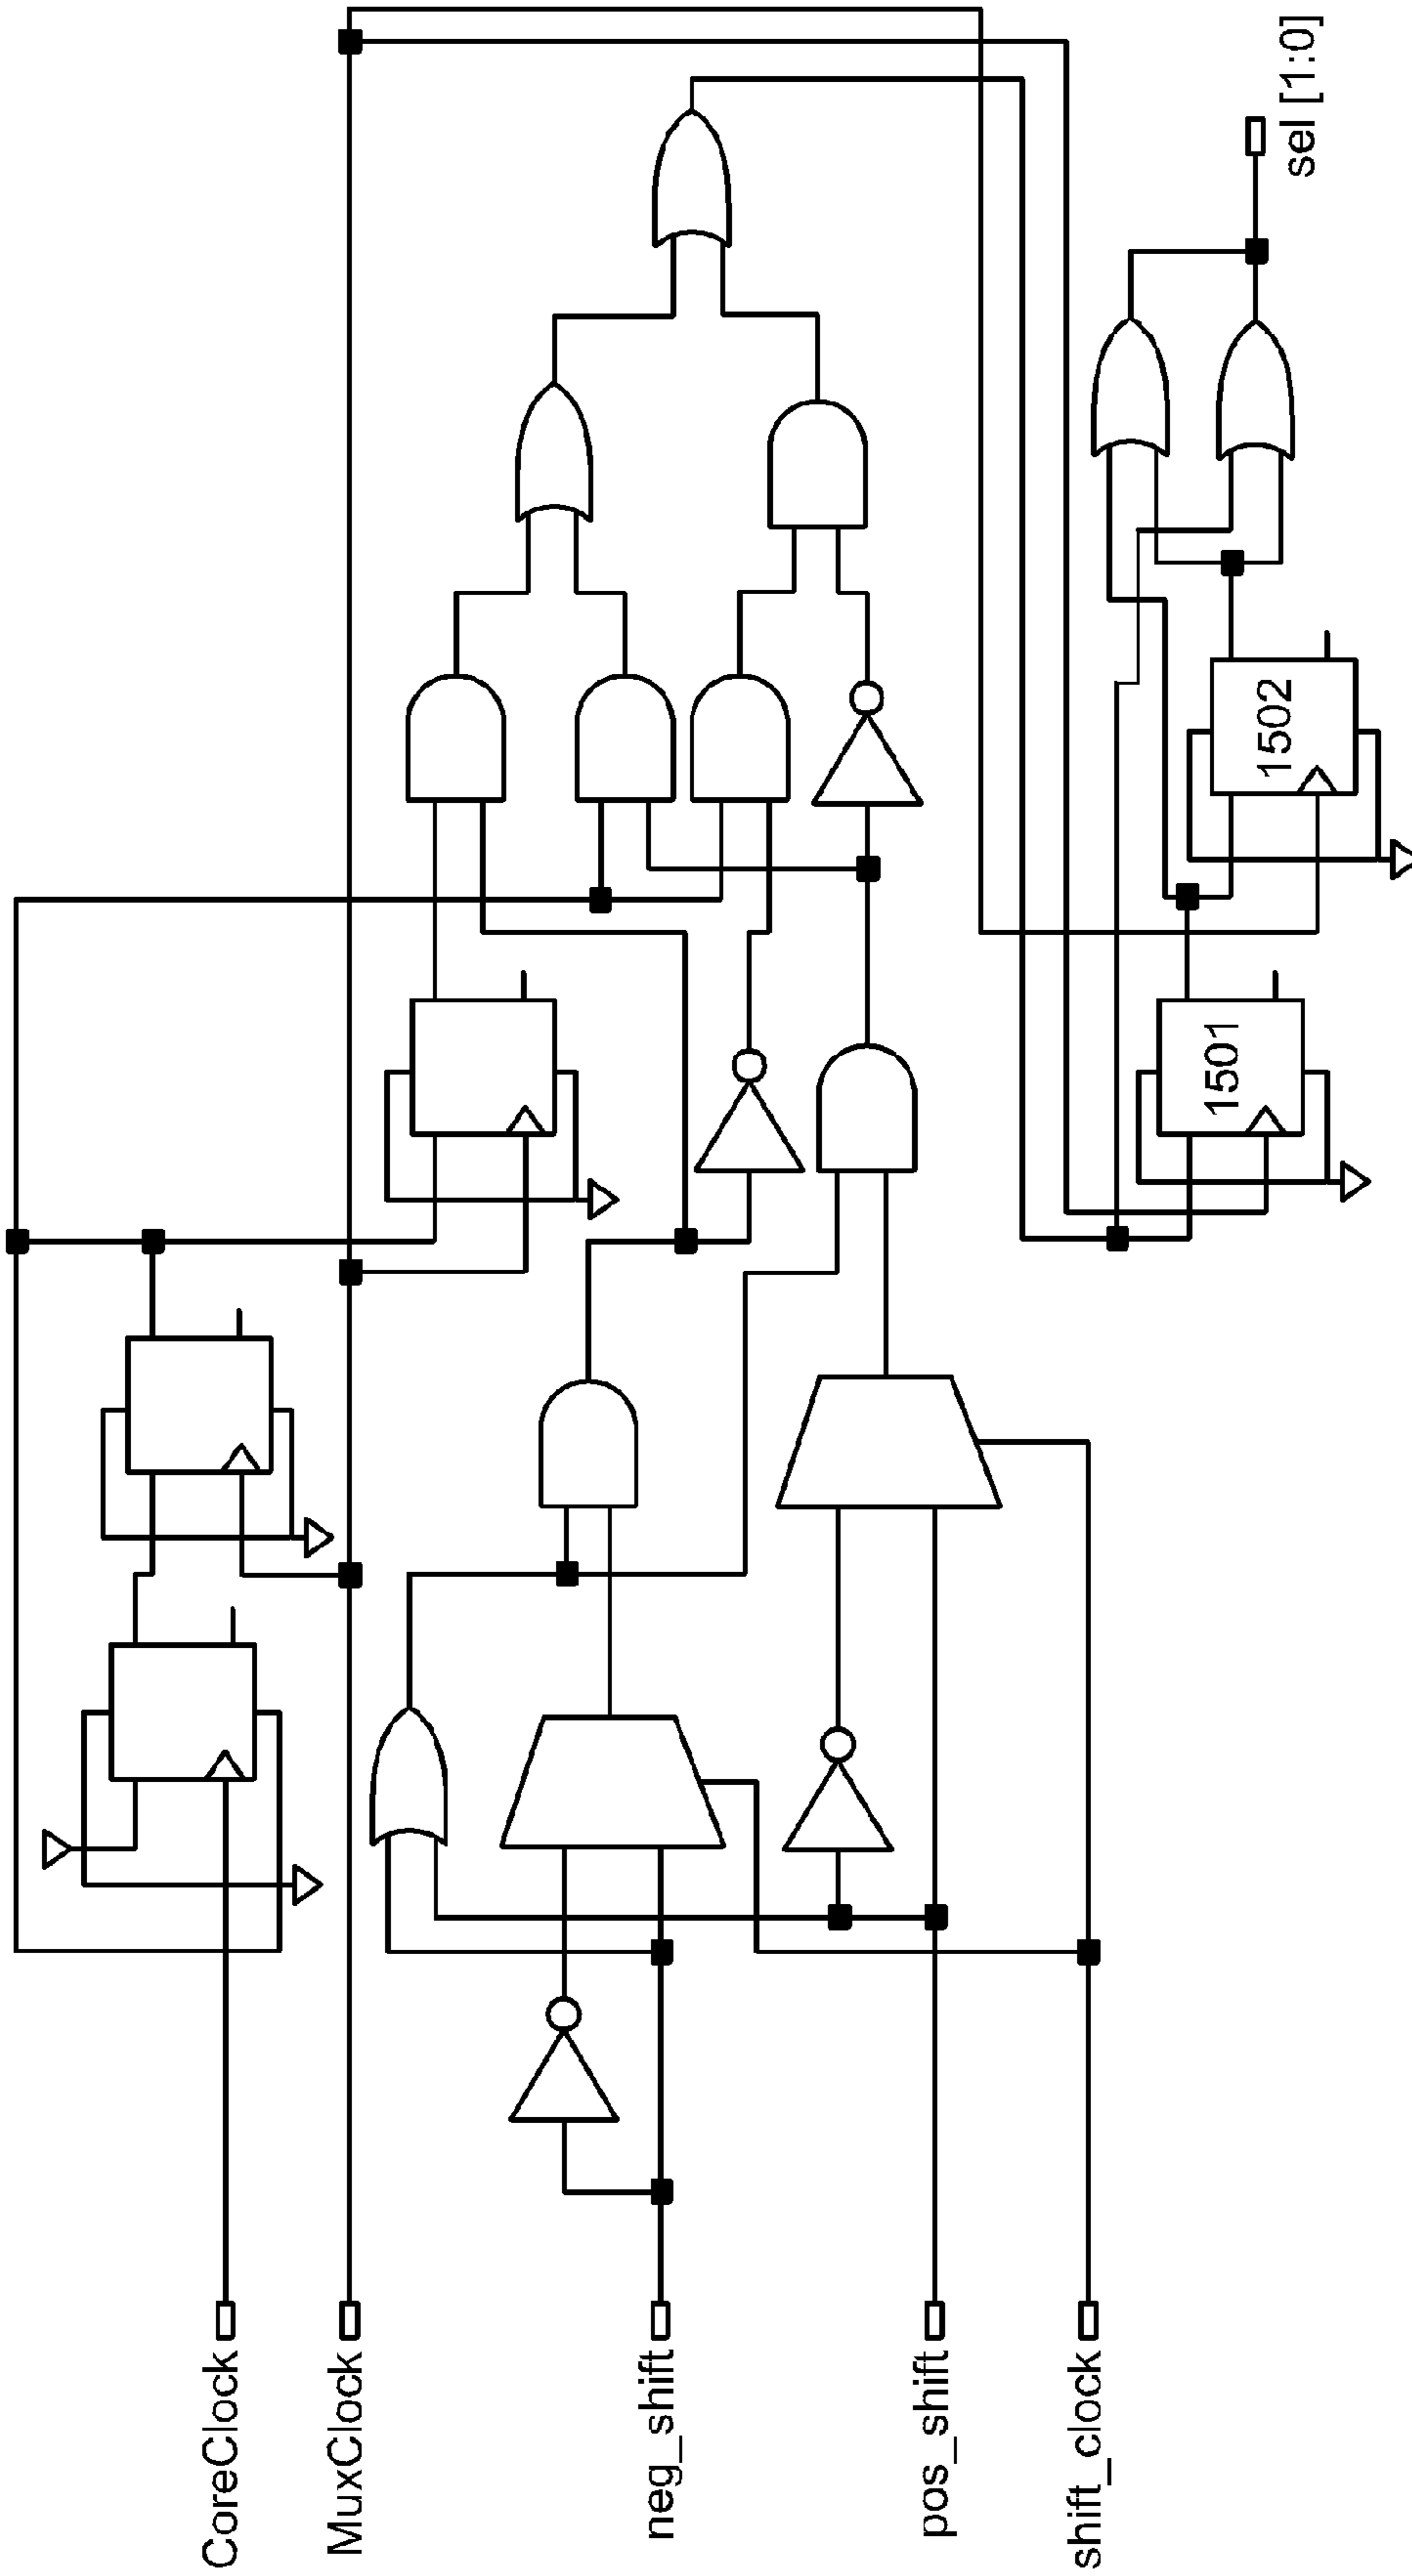 CoreClock
MuxClock
neg_shift
pos_shift
shift_clock
1501
1502
sel [1:0]